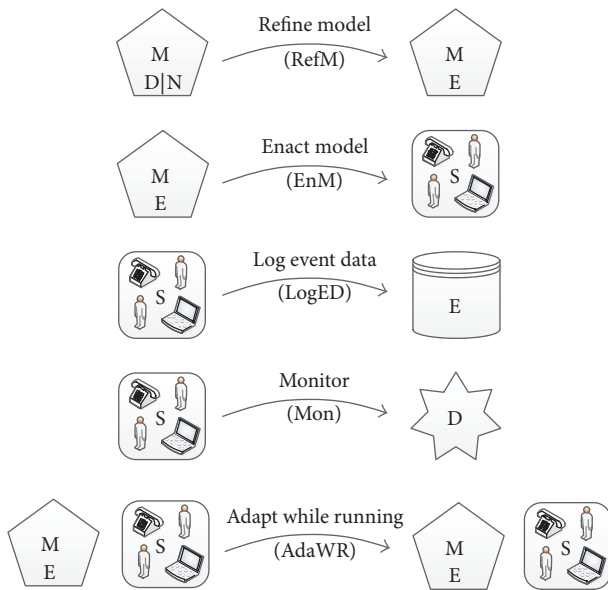 Refine model
M M
D|N (RefM) E
Enact model
M S
E (EnM)
Log event data
S (LogED) E
Monitor
S (Mon) D
Adapt while running
M S (AdaWR) M S
E E